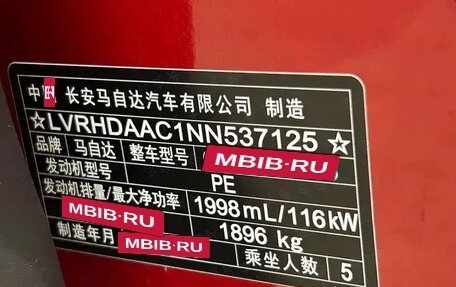 中 长安马自达汽车有限公司 制造
☆LVRHDAAC1NN537125☆
品牌 马自达 整车型号 MBIB.RU
发动机型号 PE
发动机排量/最大净功率 1998mL/116kW
MBIB-RU 1896 kg
制造年月 MBIB-RU 乘坐人数 5